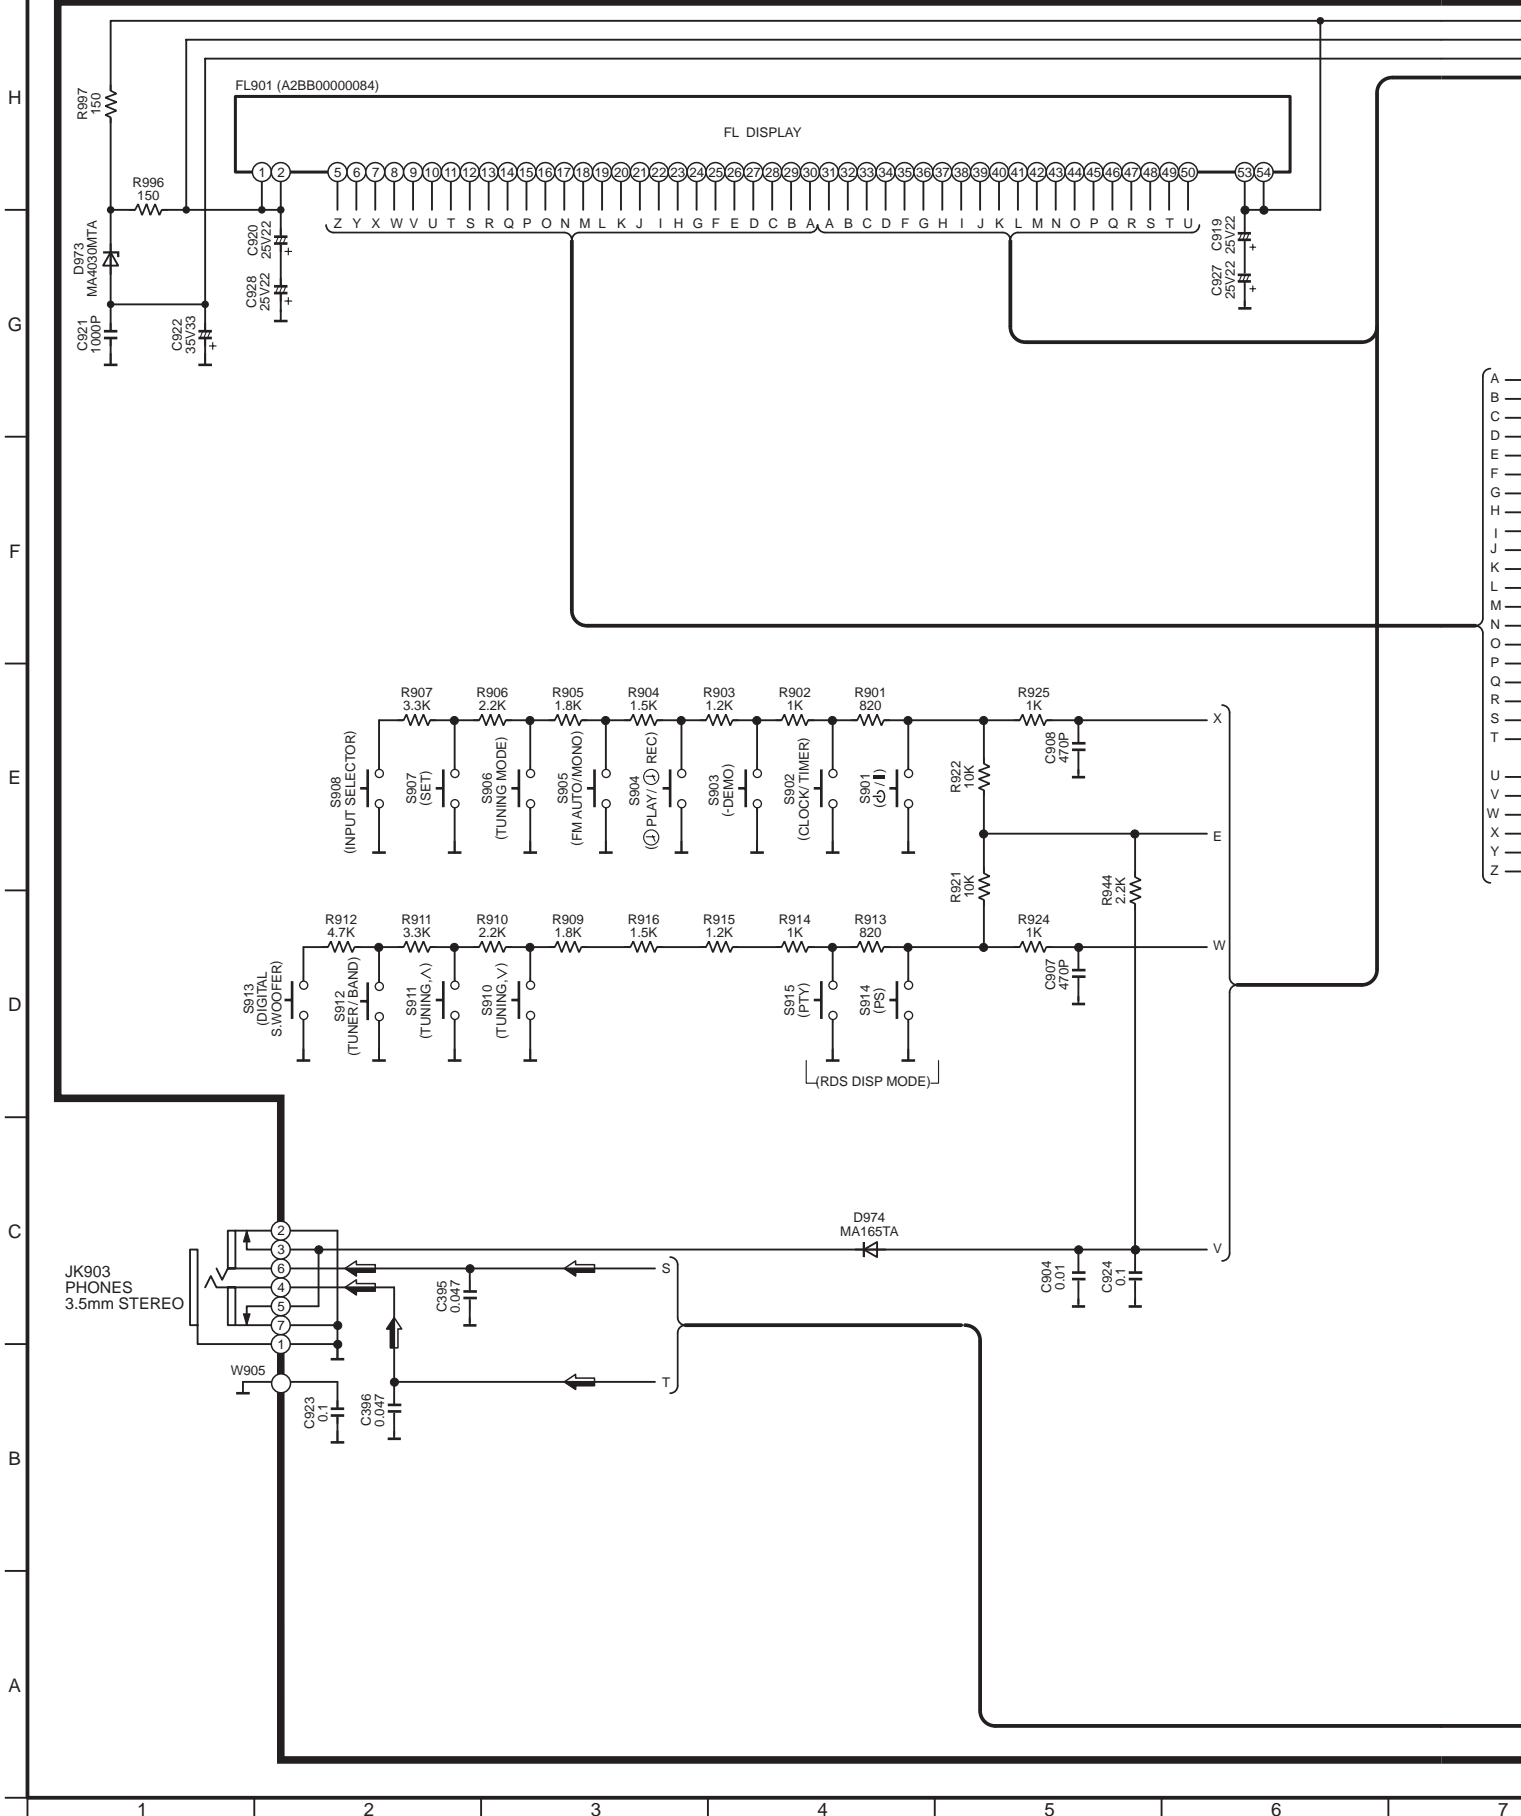 H
G
F
E
D
C
B
A
1 2 3 4 5 6 7
R997
150
FL901 (A2BB00000084)
FL DISPLAY
1 2 5 6 7 8 9 10 11 12 13 14 15 16 17 18 19 20 21 22 23 24 25 26 27 28 29 30 31 32 33 34 35 36 37 38 39 40 41 42 43 44 45 46 47 48 49 50 53 54
Z Y X W V U T S R Q P O N M L K J I H G F E D C B A A B C D F G H I J K L M N O P Q R S T U
R996
150
D973
MA4030MTA
C920
25V22
+
C928
25V22
+
C919
25V22
+
C927
25V22
+
C921
1000P
C922
35V33
+
A
B
C
D
E
F
G
H
I
J
K
L
M
N
O
P
Q
R
S
T
U
V
W
X
Y
Z
R907
3.3K
R906
2.2K
R905
1.8K
R904
1.5K
R903
1.2K
R902
1K
R901
820
R925
1K
X
S908
(INPUT SELECTOR)
S907
(SET)
S906
(TUNING MODE)
S905
(FM AUTO/MONO)
S904
(⏲ PLAY/ ⏲ REC)
S903
(-DEMO)
S902
(CLOCK/TIMER)
S901
(⏻/I)
R922
10K
C908
470P
E
R921
10K
R944
2.2K
R912
4.7K
R911
3.3K
R910
2.2K
R909
1.8K
R916
1.5K
R915
1.2K
R914
1K
R913
820
R924
1K
W
S913
(DIGITAL
S.WOOFER)
S912
(TUNER/BAND)
S911
(TUNING,∧)
S910
(TUNING,∨)
S915
(PTY)
S914
(PS)
C907
470P
(RDS DISP MODE)
D974
MA165TA
V
JK903
PHONES
3.5mm STEREO
2
3
6
4
5
7
1
S
T
C395
0.047
C904
0.01
C924
0.1
W905
C923
0.1
C396
0.047